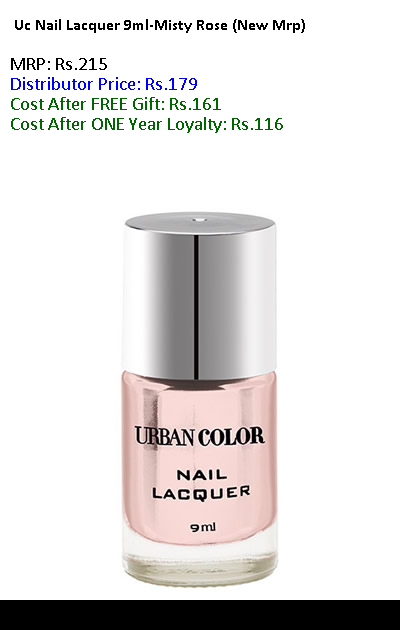 Uc Nail Lacquer 9ml-Misty Rose (New Mrp)
MRP: Rs.215
Distributor Price: Rs.179
Cost After FREE Gift: Rs.161
Cost After ONE Year Loyalty: Rs.116
URBAN COLOR
NAIL
LACQUER
9ml